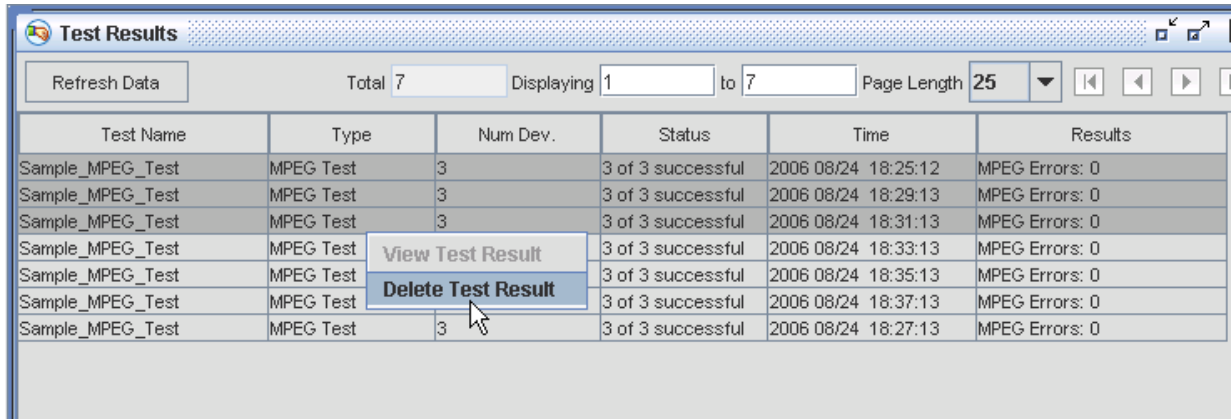 Test Results
Refresh Data Total 7 Displaying 1 to 7 Page Length 25
Test Name Type Num Dev. Status Time Results
Sample_MPEG_Test MPEG Test 3 3 of 3 successful 2006 08/24 18:25:12 MPEG Errors: 0
Sample_MPEG_Test MPEG Test 3 3 of 3 successful 2006 08/24 18:29:13 MPEG Errors: 0
Sample_MPEG_Test MPEG Test 3 3 of 3 successful 2006 08/24 18:31:13 MPEG Errors: 0
Sample_MPEG_Test MPEG Test 3 of 3 successful 2006 08/24 18:33:13 MPEG Errors: 0
View Test Result
Sample_MPEG_Test MPEG Test 3 of 3 successful 2006 08/24 18:35:13 MPEG Errors: 0
Delete Test Result
Sample_MPEG_Test MPEG Test 3 of 3 successful 2006 08/24 18:37:13 MPEG Errors: 0
Sample_MPEG_Test MPEG Test 3 3 of 3 successful 2006 08/24 18:27:13 MPEG Errors: 0